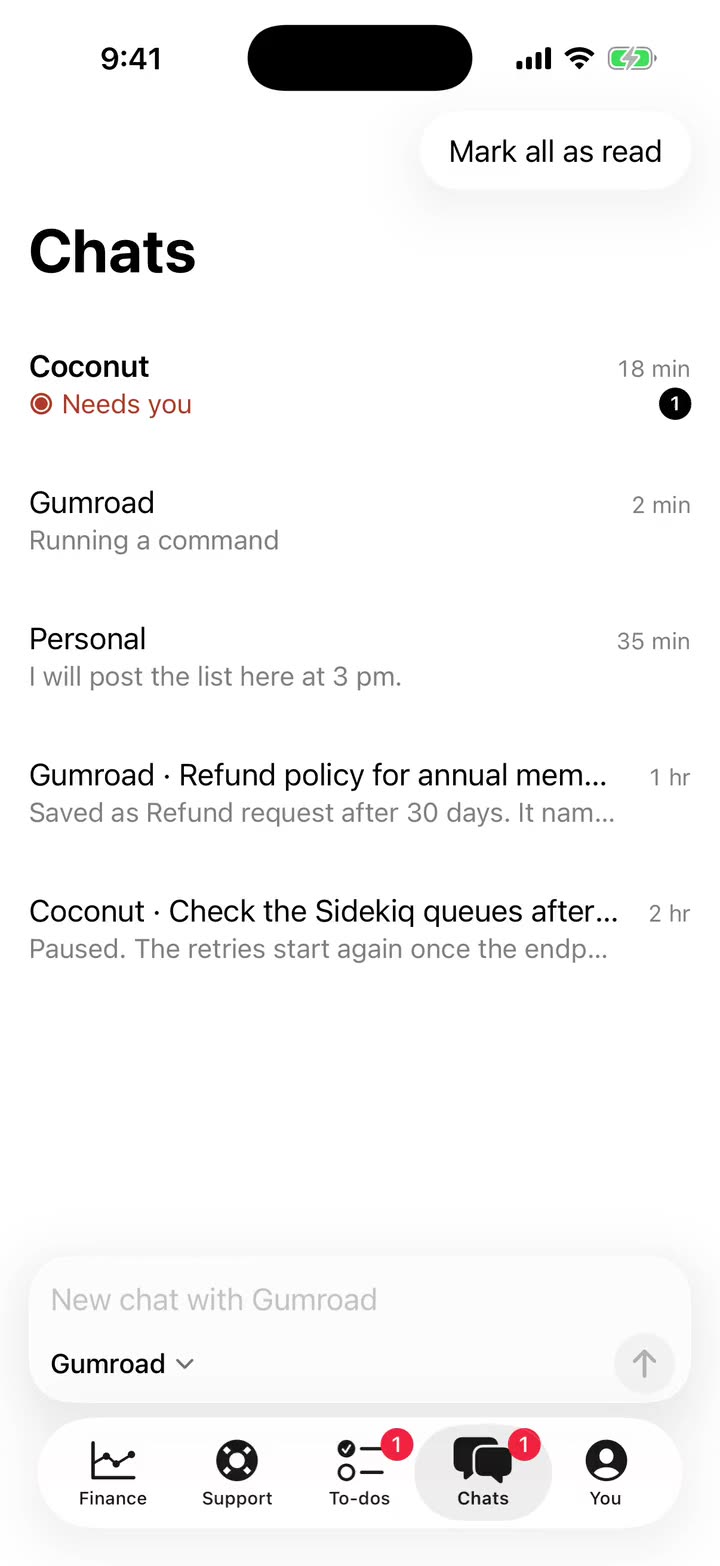 9:41
Mark all as read
Chats
Coconut 18 min
Needs you 1
Gumroad 2 min
Running a command
Personal 35 min
I will post the list here at 3 pm.
Gumroad · Refund policy for annual mem... 1 hr
Saved as Refund request after 30 days. It nam...
Coconut · Check the Sidekiq queues after... 2 hr
Paused. The retries start again once the endp...
New chat with Gumroad
Gumroad
1 1
Finance Support To-dos Chats You